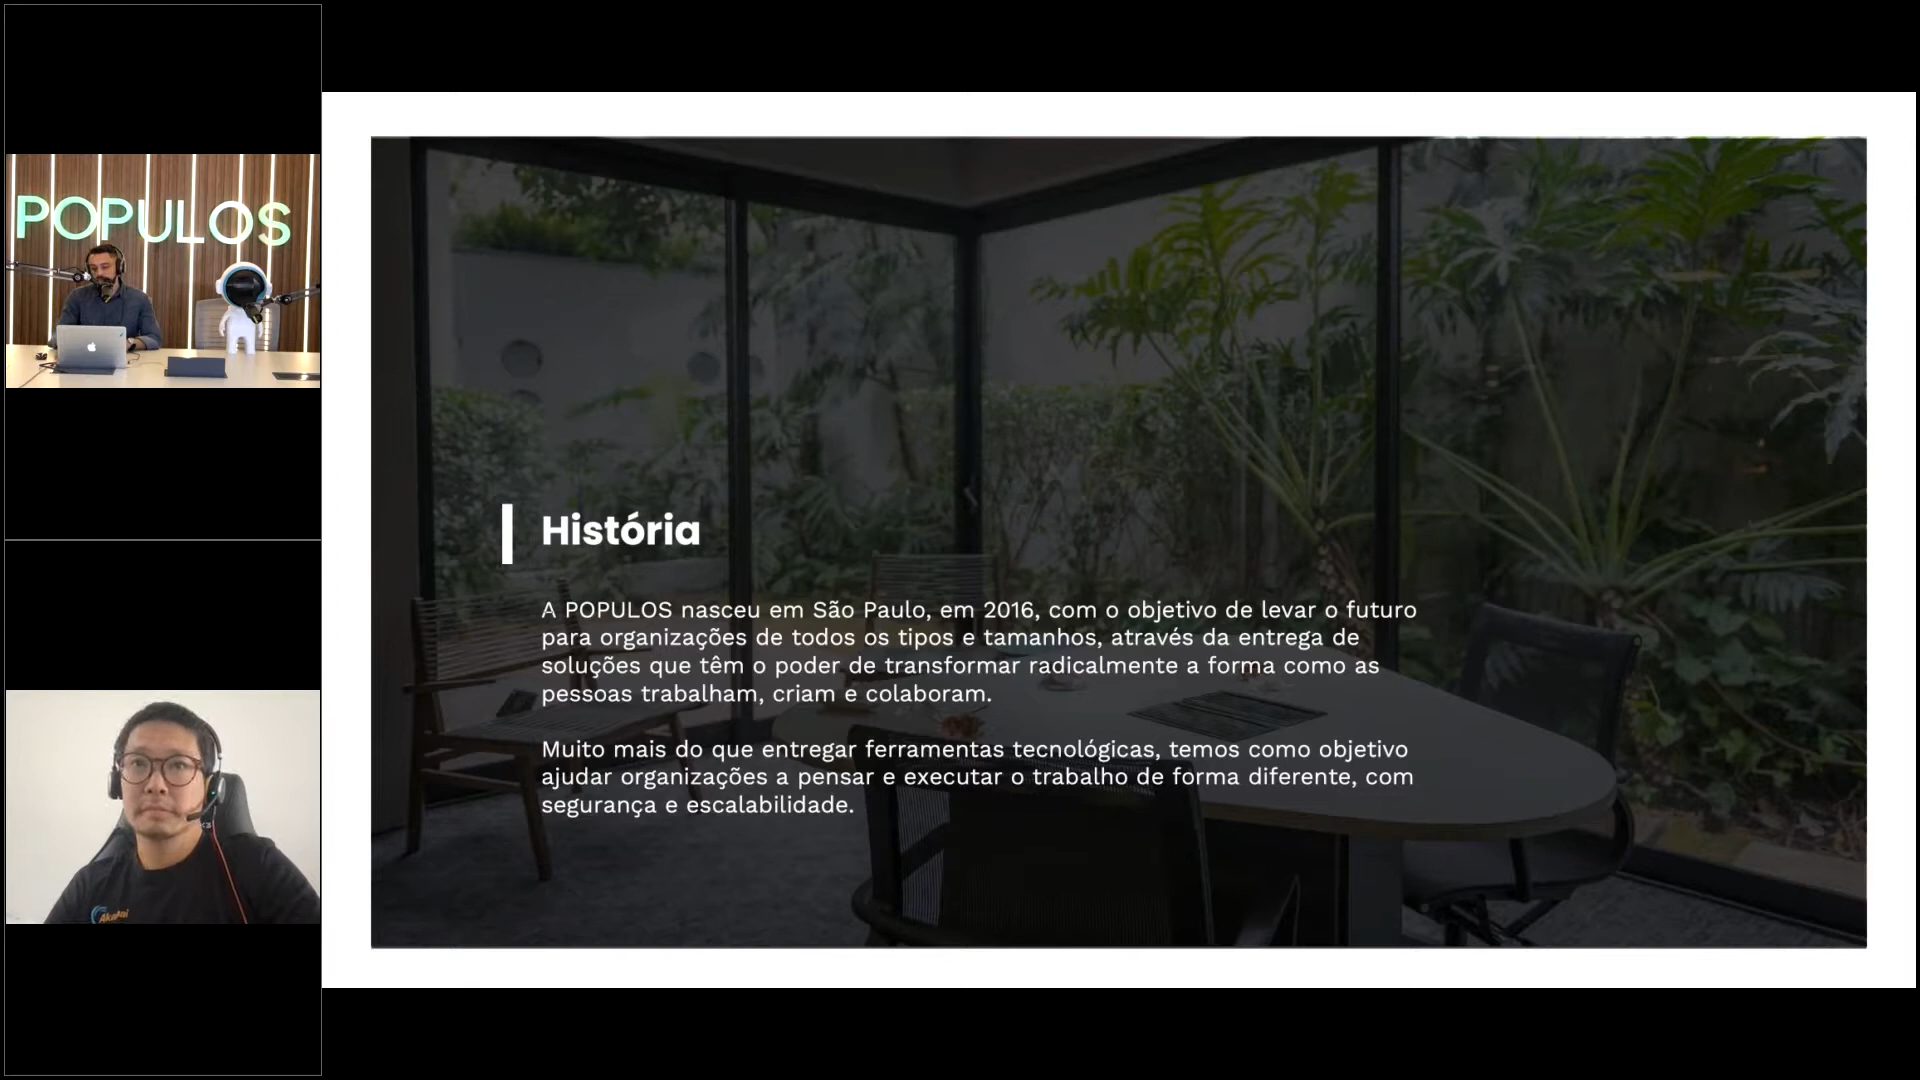 POPULOS
Akamai
História
A POPULOS nasceu em São Paulo, em 2016, com o objetivo de levar o futuro
para organizações de todos os tipos e tamanhos, através da entrega de
soluções que têm o poder de transformar radicalmente a forma como as
pessoas trabalham, criam e colaboram.
Muito mais do que entregar ferramentas tecnológicas, temos como objetivo
ajudar organizações a pensar e executar o trabalho de forma diferente, com
segurança e escalabilidade.